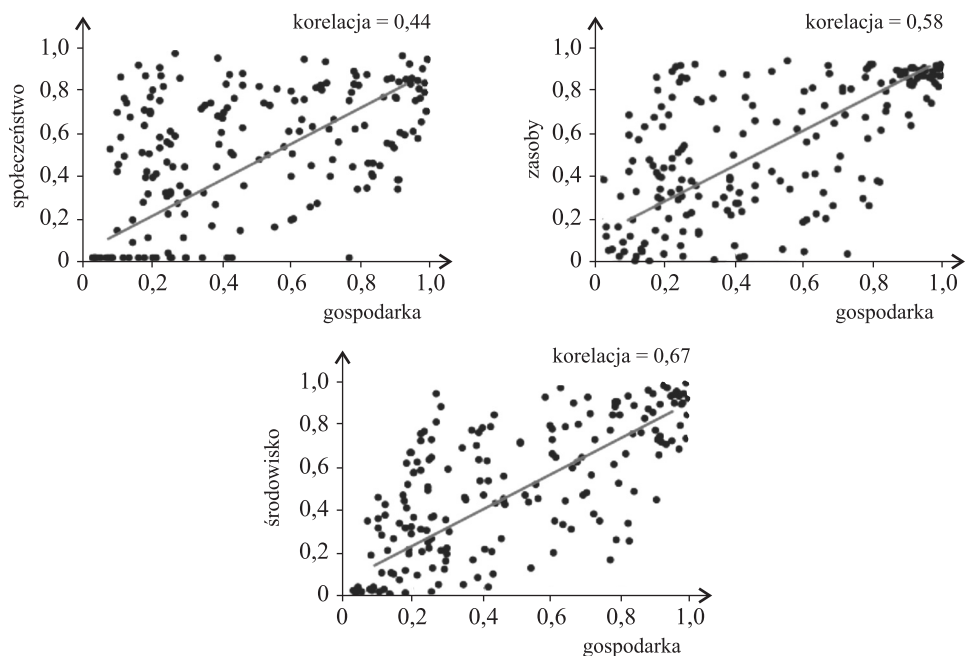 korelacja = 0,44
społeczeństwo
1,0
0,8
0,6
0,4
0,2
0
0 0,2 0,4 0,6 0,8 1,0
gospodarka
korelacja = 0,58
zasoby
1,0
0,8
0,6
0,4
0,2
0
0 0,2 0,4 0,6 0,8 1,0
gospodarka
korelacja = 0,67
środowisko
1,0
0,8
0,6
0,4
0,2
0
0 0,2 0,4 0,6 0,8 1,0
gospodarka